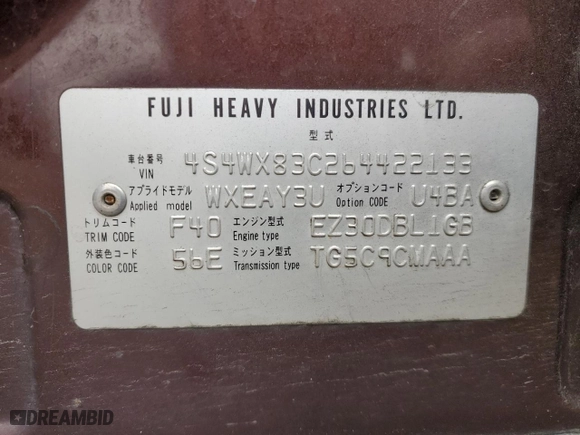 FUJI HEAVY INDUSTRIES LTD.
型式
車台番号 VIN 4S4WX83C264422133
アプライドモデル Applied model WXEAY3U オプションコード Option CODE U4BA
トリムコード TRIM CODE F40 エンジン型式 Engine type EZ30DBL1GB
外装色コード COLOR CODE 56E ミッション型式 Transmission type TG5C9CMAAA
DREAMBID